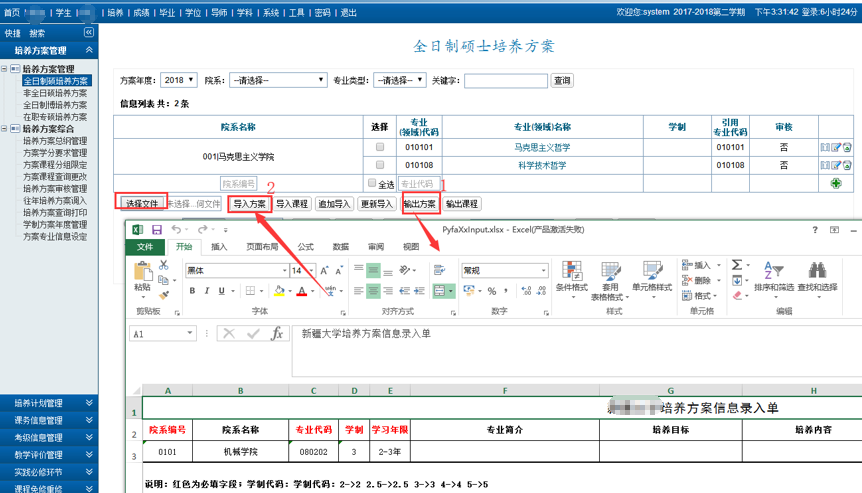 首页 | 学生 | 培养 | 成绩 | 毕业 | 学位 | 导师 | 学科 | 系统 | 工具 | 密码 | 退出
欢迎您:system 2017-2018第二学期 下午3:31:42 登录:6小时24分
快捷 搜索
培养方案管理
培养方案管理
全日制硕培养方案
非全日硕培养方案
全日制博培养方案
在职专硕培养方案
培养方案综合
培养方案总纲管理
方案学分要求管理
方案课程分组限定
方案课程查询更改
培养方案审核管理
往年培养方案调入
培养方案查询打印
学制方案年度管理
方案专业信息设定
培养计划管理
课务信息管理
考级信息管理
教学评价管理
实践必修环节
课程免修重修
全日制硕士培养方案
方案年度: 2018 院系: --请选择-- 专业类型: --请选择-- 关键字: 查询
信息列表 共: 2 条
院系名称 选择 专业(领域)代码 专业(领域)名称 学制 引用专业代码 审核
001|马克思主义学院
010101 马克思主义哲学 010101 否
010108 科学技术哲学 010108 否
院系编号 全选 专业代码
1
2
选择文件 未选择...何文件 导入方案 导入课程 追加导入 更新导入 输出方案 输出课程
PyfaXxInput.xlsx - Excel(产品激活失败)
文件 开始 插入 页面布局 公式 数据 审阅 视图
粘贴
黑体 14
B I U
常规
条件格式 套用表格格式 单元格样式
插入
删除
格式
排序和筛选 查找和选择
剪贴板 字体 对齐方式 数字 样式 单元格 编辑
A1
fx
新疆大学培养方案信息录入单
A B C D E F G H
1 培养方案信息录入单
2 院系编号 院系名称 专业代码 学制 学习年限 专业简介 培养目标 培养内容
3 0101 机械学院 080202 3 2-3年
说明: 红色为必填字段; 学制代码: 学制代码: 2->2 2.5->2.5 3->3 4->4 5->5